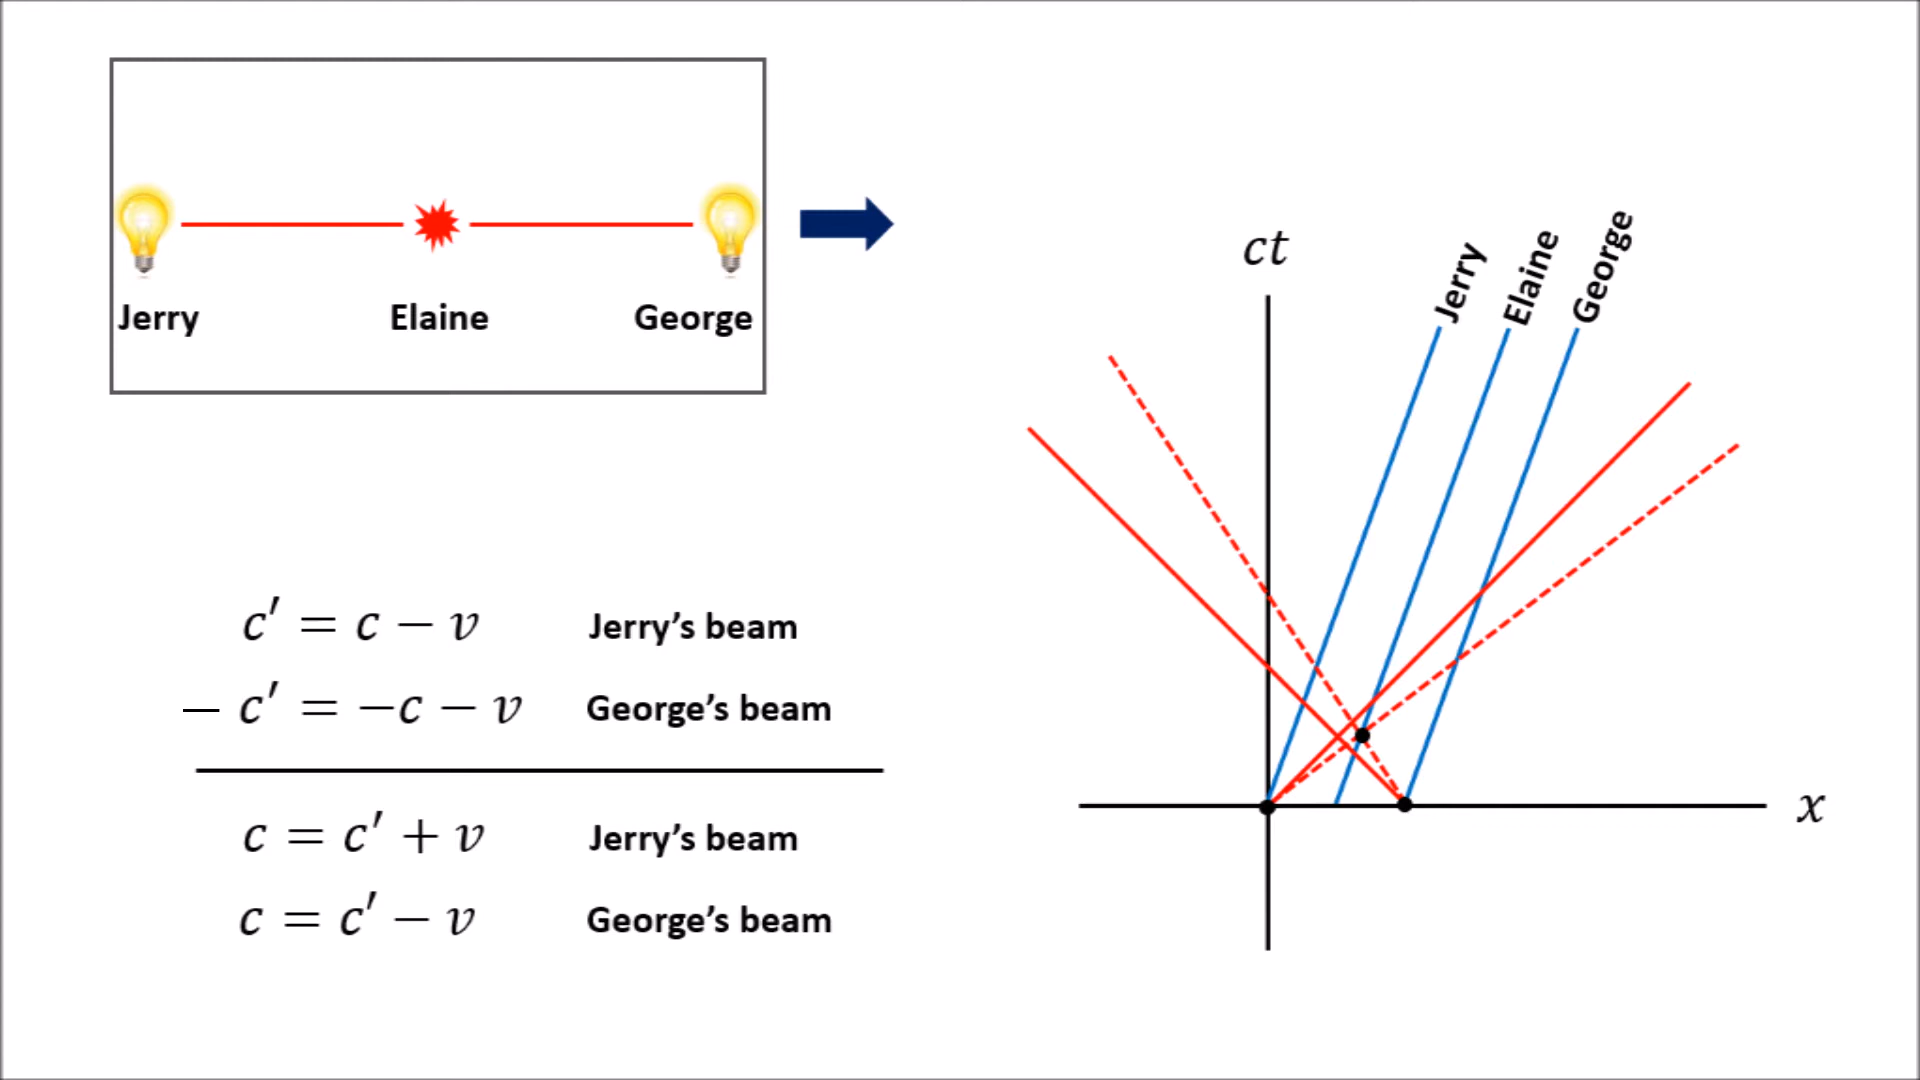 Jerry Elaine George
ct
Jerry
Elaine
George
x
c′ = c − v Jerry’s beam
− c′ = −c − v George’s beam
c = c′ + v Jerry’s beam
c = c′ − v George’s beam